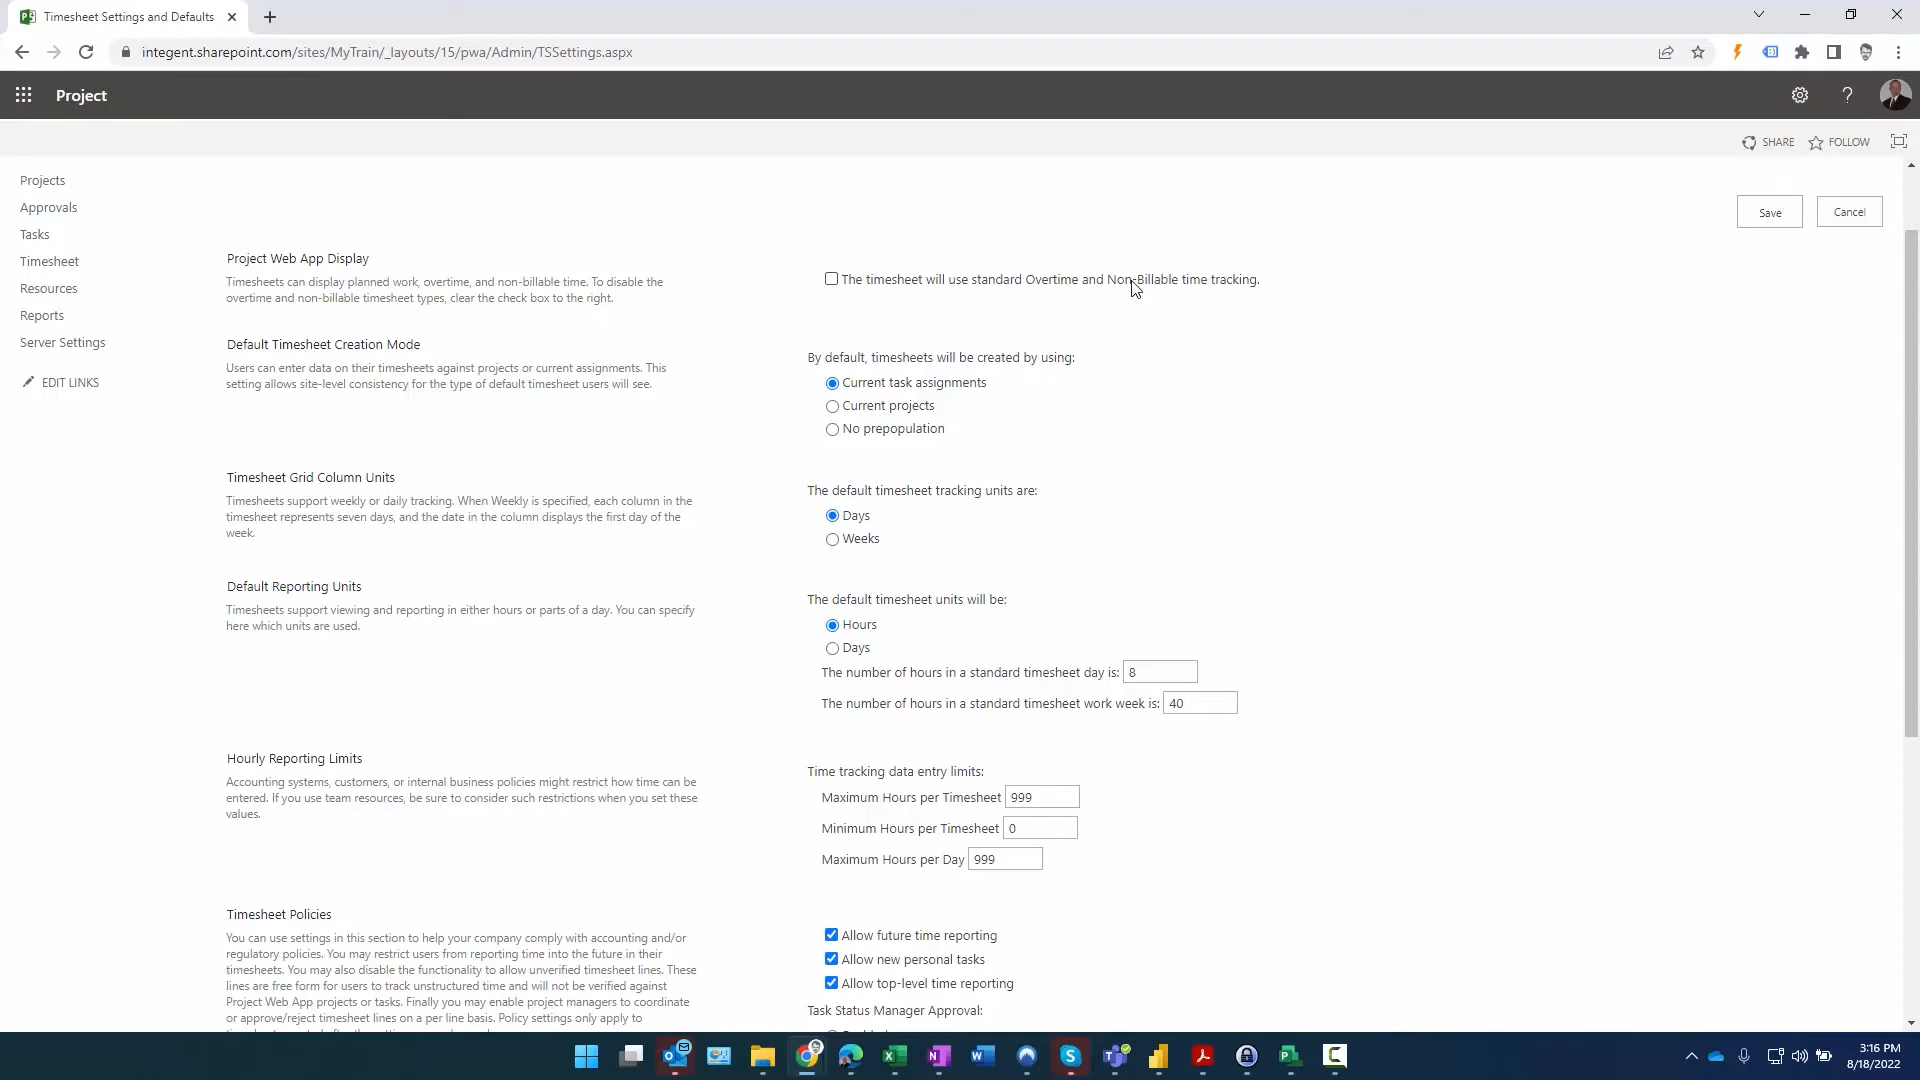 Timesheet Settings and Defaults
integent.sharepoint.com/sites/MyTrain/_layouts/15/pwa/Admin/TSSettings.aspx
Project
SHARE
FOLLOW
Projects
Approvals
Tasks
Timesheet
Resources
Reports
Server Settings
EDIT LINKS
Save
Cancel
Project Web App Display
Timesheets can display planned work, overtime, and non-billable time. To disable the
overtime and non-billable timesheet types, clear the check box to the right.
The timesheet will use standard Overtime and Non-Billable time tracking.
Default Timesheet Creation Mode
Users can enter data on their timesheets against projects or current assignments. This
setting allows site-level consistency for the type of default timesheet users will see.
By default, timesheets will be created by using:
Current task assignments
Current projects
No prepopulation
Timesheet Grid Column Units
Timesheets support weekly or daily tracking. When Weekly is specified, each column in the
timesheet represents seven days, and the date in the column displays the first day of the
week.
The default timesheet tracking units are:
Days
Weeks
Default Reporting Units
Timesheets support viewing and reporting in either hours or parts of a day. You can specify
here which units are used.
The default timesheet units will be:
Hours
Days
The number of hours in a standard timesheet day is: 8
The number of hours in a standard timesheet work week is: 40
Hourly Reporting Limits
Accounting systems, customers, or internal business policies might restrict how time can be
entered. If you use team resources, be sure to consider such restrictions when you set these
values.
Time tracking data entry limits:
Maximum Hours per Timesheet 999
Minimum Hours per Timesheet 0
Maximum Hours per Day 999
Timesheet Policies
You can use settings in this section to help your company comply with accounting and/or
regulatory policies. You may restrict users from reporting time into the future in their
timesheets. You may also disable the functionality to allow unverified timesheet lines. These
lines are free form for users to track unstructured time and will not be verified against
Project Web App projects or tasks. Finally you may enable project managers to coordinate
or approve/reject timesheet lines on a per line basis. Policy settings only apply to
Allow future time reporting
Allow new personal tasks
Allow top-level time reporting
Task Status Manager Approval:
3:16 PM
8/18/2022